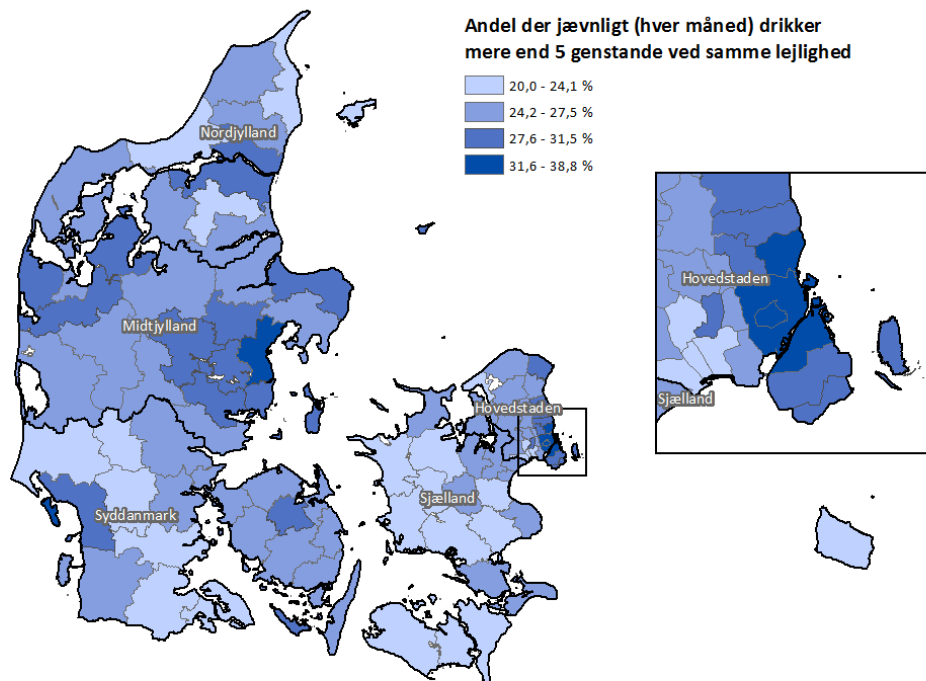 Andel der jævnligt (hver måned) drikker
mere end 5 genstande ved samme lejlighed
20,0 - 24,1 %
24,2 - 27,5 %
27,6 - 31,5 %
31,6 - 38,8 %
Nordjylland
Midtjylland
Syddanmark
Hovedstaden
Sjælland
Hovedstaden
Sjælland